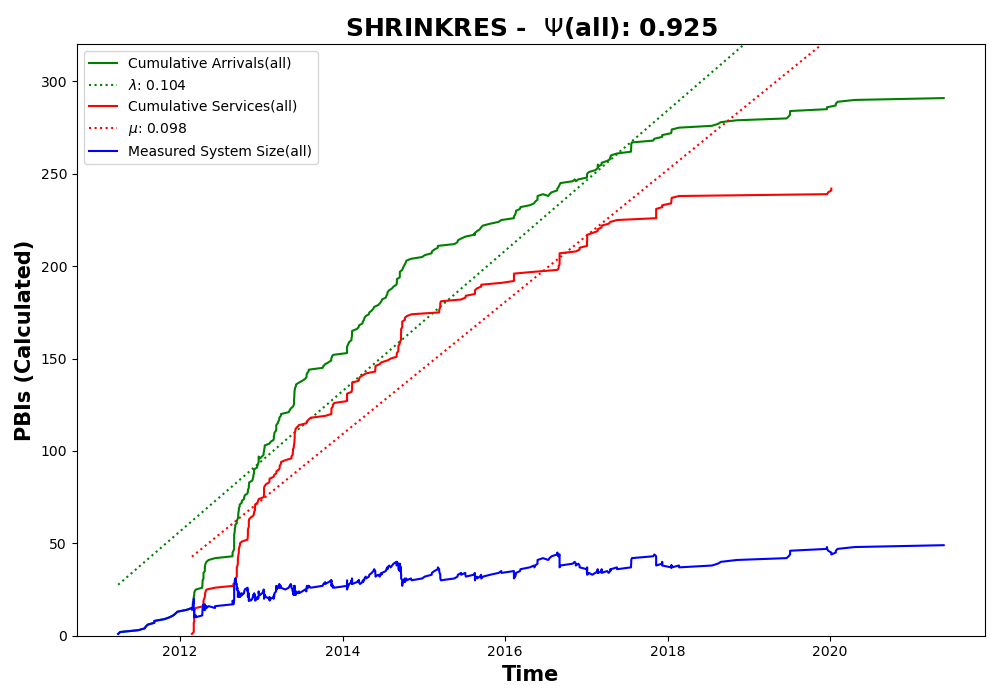 SHRINKRES - Ψ(all): 0.925
Cumulative Arrivals(all)
λ: 0.104
Cumulative Services(all)
μ: 0.098
Measured System Size(all)
PBIs (Calculated)
300
250
200
150
100
50
0
2012 2014 2016 2018 2020
Time